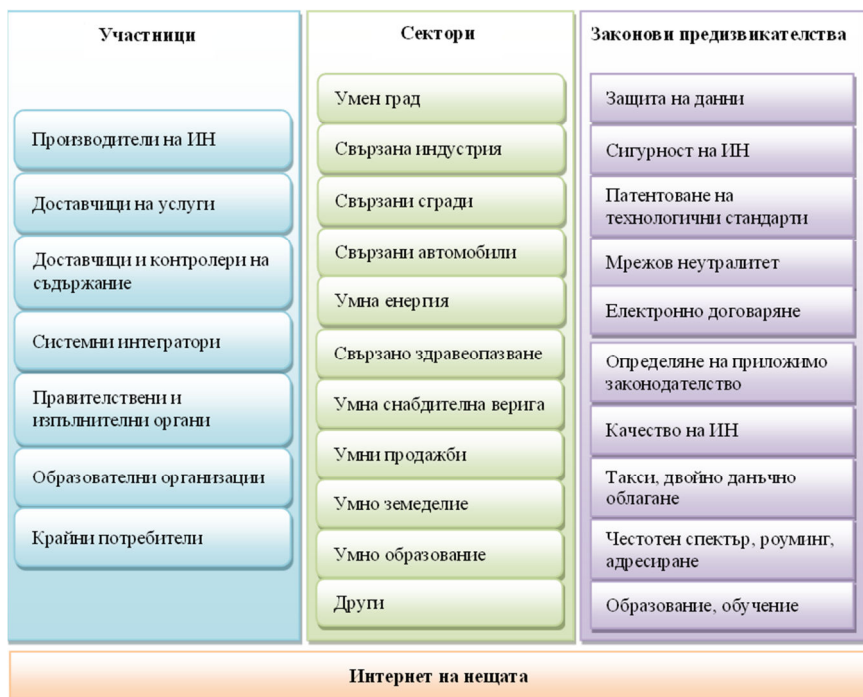 Участници
Производители на ИН
Доставчици на услуги
Доставчици и контролери на
съдържание
Системни интегратори
Правителствени и
изпълнителни органи
Образователни организации
Крайни потребители
Сектори
Умен град
Свързана индустрия
Свързани сгради
Свързани автомобили
Умна енергия
Свързано здравеопазване
Умна снабдителна верига
Умни продажби
Умно земеделие
Умно образование
Други
Законови предизвикателства
Защита на данни
Сигурност на ИН
Патентоване на
технологични стандарти
Мрежов неутралитет
Електронно договаряне
Определяне на приложимо
законодателство
Качество на ИН
Такси, двойно данъчно
облагане
Честотен спектър, роуминг,
адресиране
Образование, обучение
Интернет на нещата